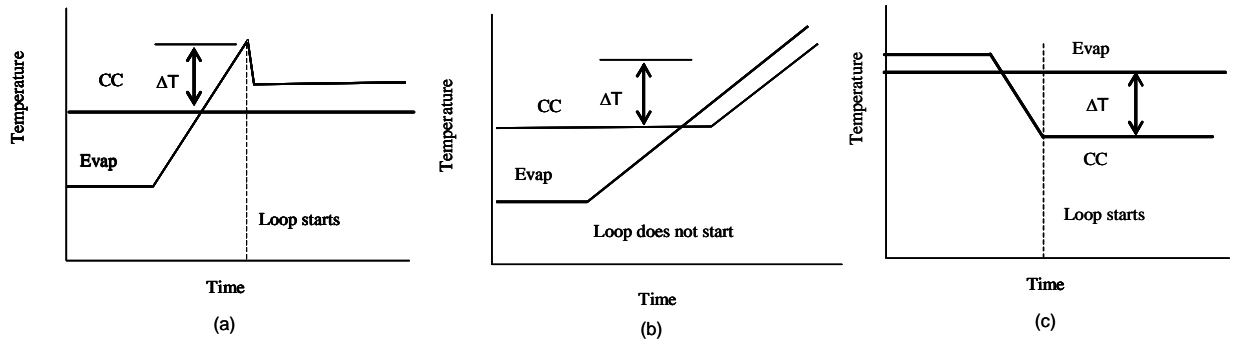 Temperature
CC
ΔT
Evap
Loop starts
Time
(a)
Temperature
CC
ΔT
Evap
Loop does not start
Time
(b)
Temperature
Evap
ΔT
CC
Loop starts
Time
(c)